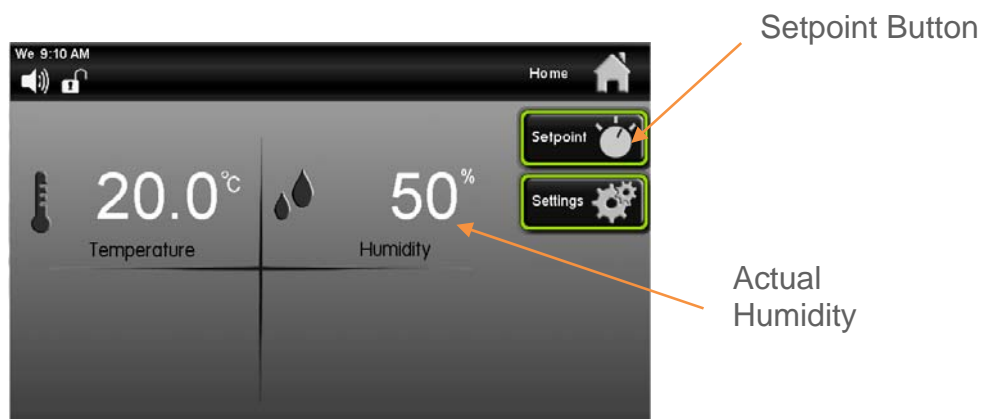 Setpoint Button
We 9:10 AM
Home
Setpoint
20.0°C
50%
Settings
Temperature
Humidity
Actual
Humidity